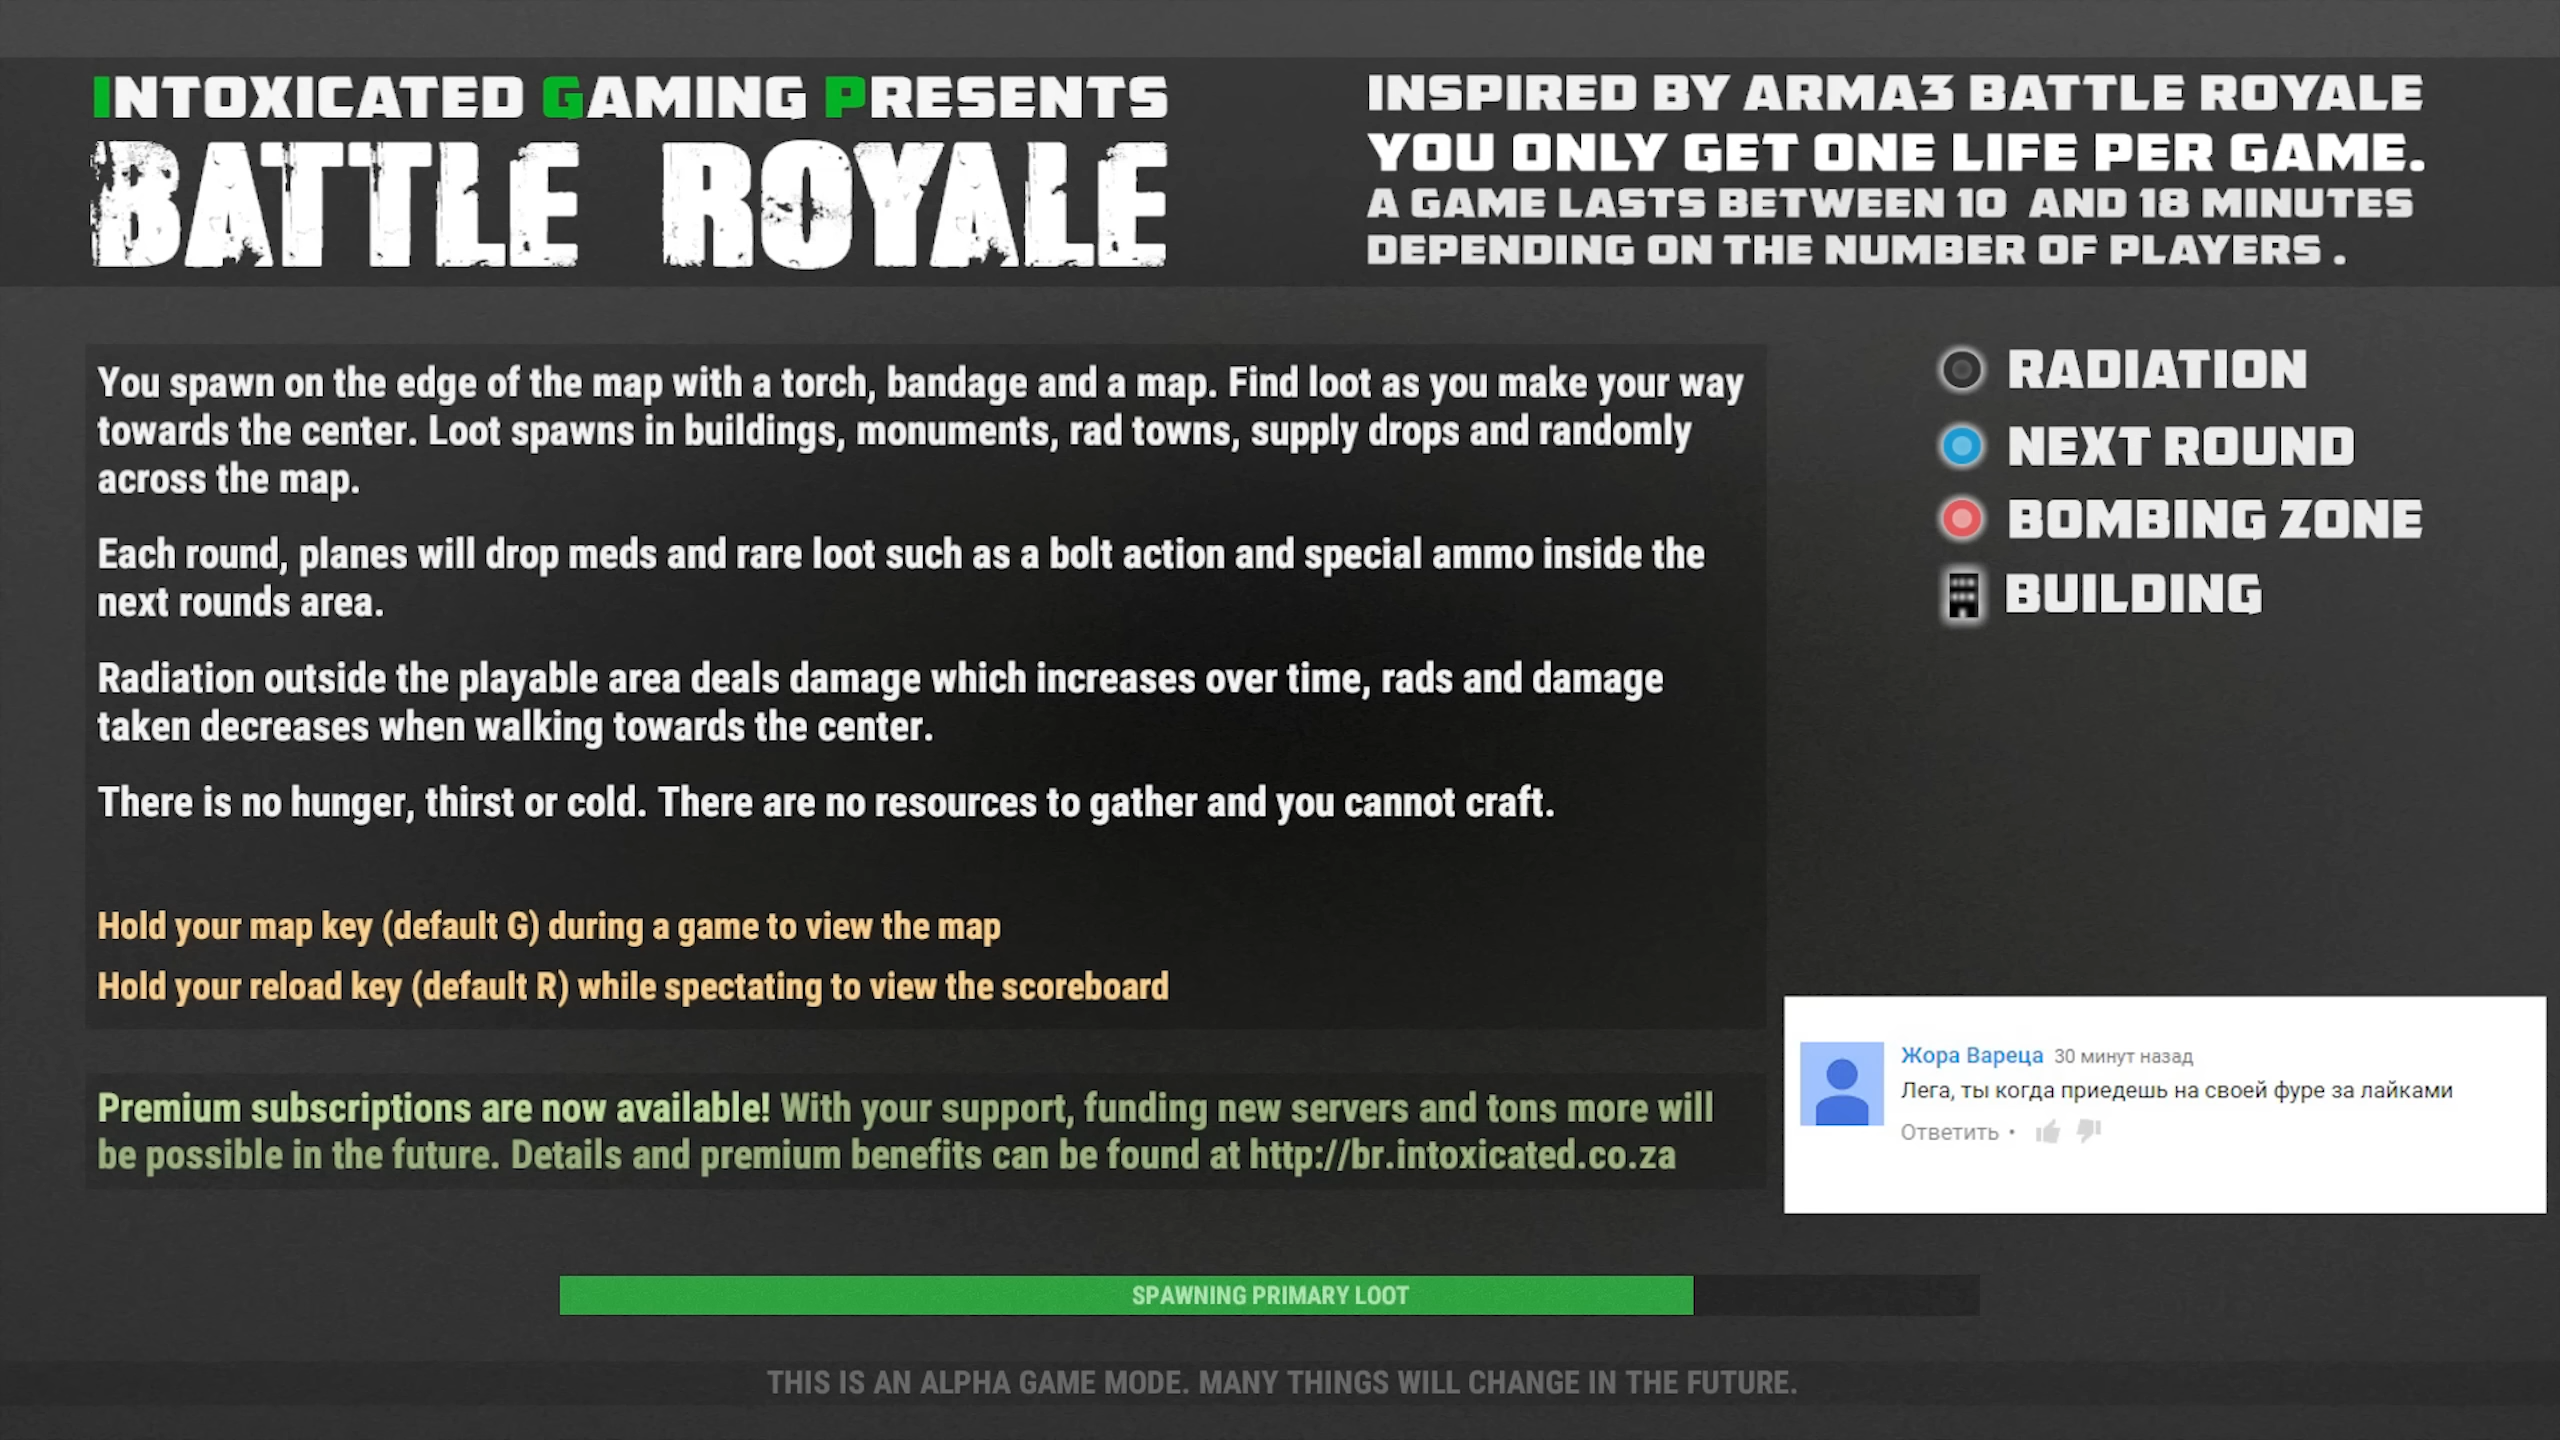 INTOXICATED GAMING PRESENTS
BATTLE ROYALE
INSPIRED BY ARMA3 BATTLE ROYALE
YOU ONLY GET ONE LIFE PER GAME.
A GAME LASTS BETWEEN 10 AND 18 MINUTES
DEPENDING ON THE NUMBER OF PLAYERS .
You spawn on the edge of the map with a torch, bandage and a map. Find loot as you make your way
towards the center. Loot spawns in buildings, monuments, rad towns, supply drops and randomly
across the map.
Each round, planes will drop meds and rare loot such as a bolt action and special ammo inside the
next rounds area.
Radiation outside the playable area deals damage which increases over time, rads and damage
taken decreases when walking towards the center.
There is no hunger, thirst or cold. There are no resources to gather and you cannot craft.
Hold your map key (default G) during a game to view the map
Hold your reload key (default R) while spectating to view the scoreboard
RADIATION
NEXT ROUND
BOMBING ZONE
BUILDING
Premium subscriptions are now available! With your support, funding new servers and tons more will
be possible in the future. Details and premium benefits can be found at http://br.intoxicated.co.za
Жора Вареца 30 минут назад
Лега, ты когда приедешь на своей фуре за лайками
Ответить •
SPAWNING PRIMARY LOOT
THIS IS AN ALPHA GAME MODE. MANY THINGS WILL CHANGE IN THE FUTURE.